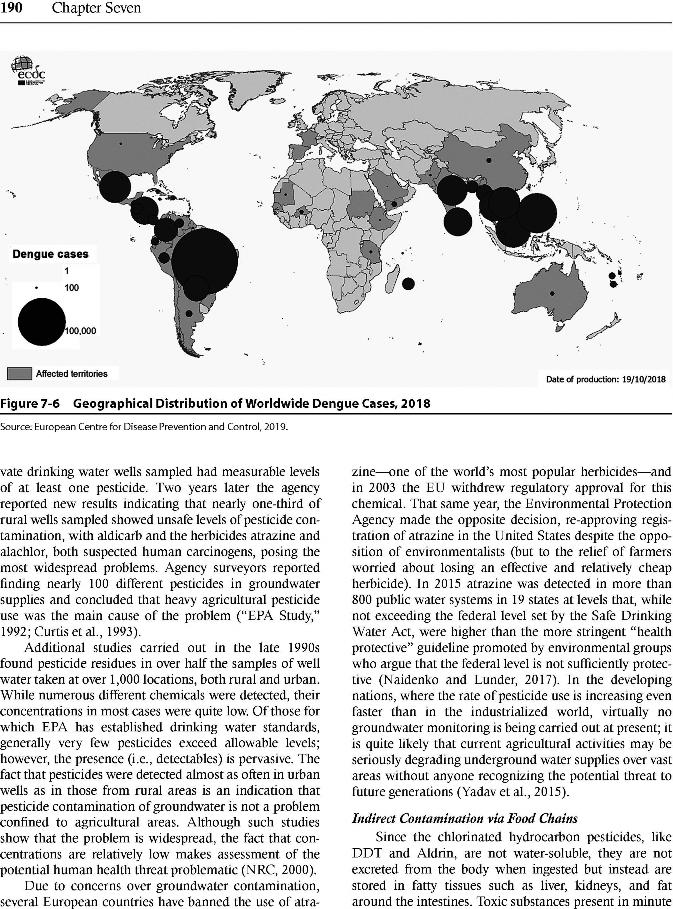 190 Chapter Seven
ecdc
Dengue cases
1
100
100,000
Affected territories
Date of production: 19/10/2018
Figure 7-6 Geographical Distribution of Worldwide Dengue Cases, 2018
Source: European Centre for Disease Prevention and Control, 2019.
vate drinking water wells sampled had measurable levels
of at least one pesticide. Two years later the agency
reported new results indicating that nearly one-third of
rural wells sampled showed unsafe levels of pesticide con-
tamination, with aldicarb and the herbicides atrazine and
alachlor, both suspected human carcinogens, posing the
most widespread problems. Agency surveyors reported
finding nearly 100 different pesticides in groundwater
supplies and concluded that heavy agricultural pesticide
use was the main cause of the problem (“EPA Study,”
1992; Curtis et al., 1993).
Additional studies carried out in the late 1990s
found pesticide residues in over half the samples of well
water taken at over 1,000 locations, both rural and urban.
While numerous different chemicals were detected, their
concentrations in most cases were quite low. Of those for
which EPA has established drinking water standards,
generally very few pesticides exceed allowable levels;
however, the presence (i.e., detectables) is pervasive. The
fact that pesticides were detected almost as often in urban
wells as in those from rural areas is an indication that
pesticide contamination of groundwater is not a problem
confined to agricultural areas. Although such studies
show that the problem is widespread, the fact that con-
centrations are relatively low makes assessment of the
potential human health threat problematic (NRC, 2000).
Due to concerns over groundwater contamination,
several European countries have banned the use of atra-
zine—one of the world’s most popular herbicides—and
in 2003 the EU withdrew regulatory approval for this
chemical. That same year, the Environmental Protection
Agency made the opposite decision, re-approving regis-
tration of atrazine in the United States despite the oppo-
sition of environmentalists (but to the relief of farmers
worried about losing an effective and relatively cheap
herbicide). In 2015 atrazine was detected in more than
800 public water systems in 19 states at levels that, while
not exceeding the federal level set by the Safe Drinking
Water Act, were higher than the more stringent “health
protective” guideline promoted by environmental groups
who argue that the federal level is not sufficiently protec-
tive (Naidenko and Lunder, 2017). In the developing
nations, where the rate of pesticide use is increasing even
faster than in the industrialized world, virtually no
groundwater monitoring is being carried out at present; it
is quite likely that current agricultural activities may be
seriously degrading underground water supplies over vast
areas without anyone recognizing the potential threat to
future generations (Yadav et al., 2015).
Indirect Contamination via Food Chains
Since the chlorinated hydrocarbon pesticides, like
DDT and Aldrin, are not water-soluble, they are not
excreted from the body when ingested but instead are
stored in fatty tissues such as liver, kidneys, and fat
around the intestines. Toxic substances present in minute